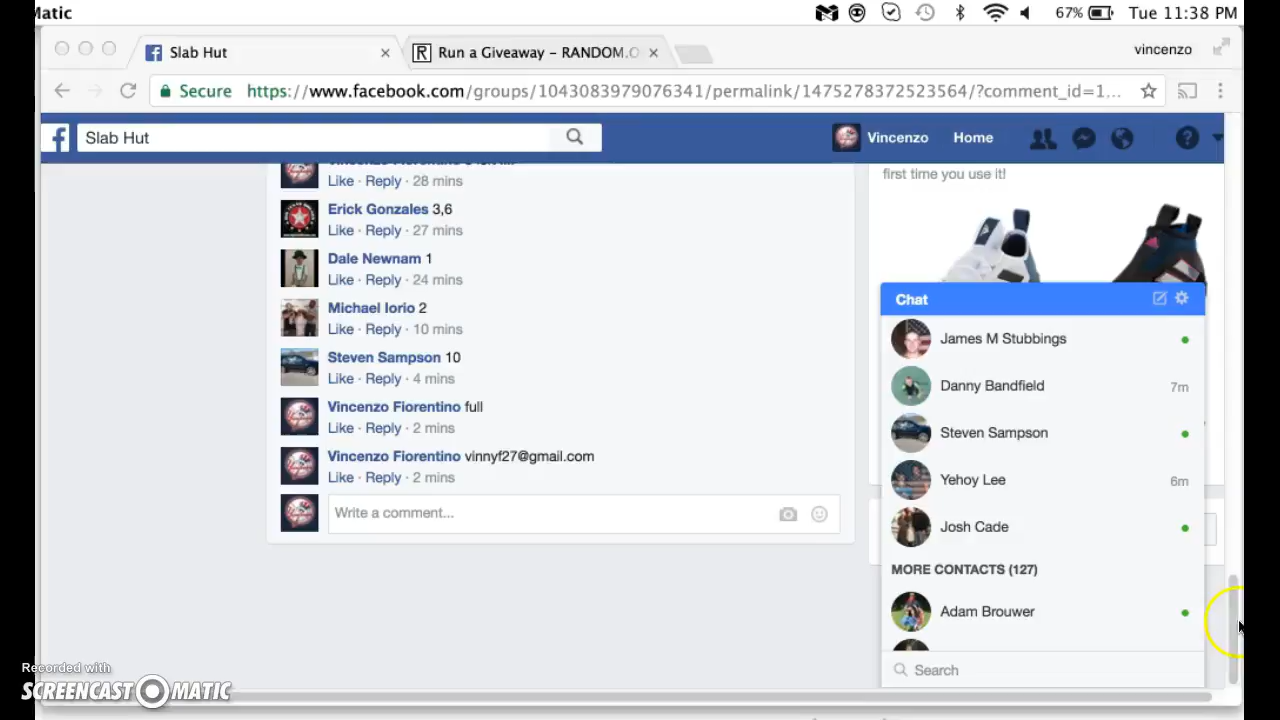 Matic
67% Tue 11:38 PM
Slab Hut
Run a Giveaway – RANDOM.O
vincenzo
Secure https://www.facebook.com/groups/1043083979076341/permalink/1475278372523564/?comment_id=1...
Slab Hut
Vincenzo Home
Like · Reply · 28 mins
Erick Gonzales 3,6
Like · Reply · 27 mins
Dale Newnam 1
Like · Reply · 24 mins
Michael Iorio 2
Like · Reply · 10 mins
Steven Sampson 10
Like · Reply · 4 mins
Vincenzo Fiorentino full
Like · Reply · 2 mins
Vincenzo Fiorentino vinnyf27@gmail.com
Like · Reply · 2 mins
Write a comment...
first time you use it!
Chat
James M Stubbings
Danny Bandfield 7m
Steven Sampson
Yehoy Lee 6m
Josh Cade
MORE CONTACTS (127)
Adam Brouwer
Search
Recorded with
SCREENCAST MATIC